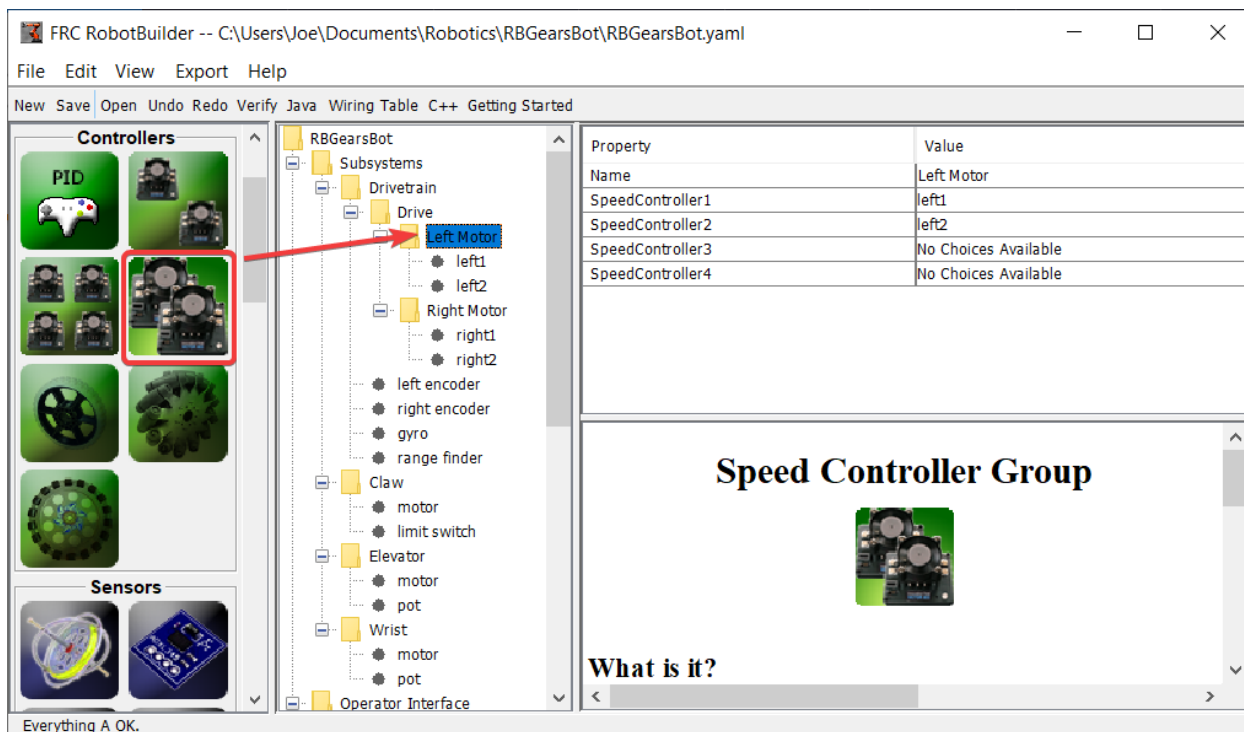 FRC RobotBuilder -- C:\Users\Joe\Documents\Robotics\RBGearsBot\RBGearsBot.yaml
File Edit View Export Help
New Save Open Undo Redo Verify Java Wiring Table C++ Getting Started
Controllers
PID
Sensors
RBGearsBot
Subsystems
Drivetrain
Drive
Left Motor
left1
left2
Right Motor
right1
right2
left encoder
right encoder
gyro
range finder
Claw
motor
limit switch
Elevator
motor
pot
Wrist
motor
pot
Operator Interface
Property Value
Name Left Motor
SpeedController1 left1
SpeedController2 left2
SpeedController3 No Choices Available
SpeedController4 No Choices Available
Speed Controller Group
What is it?
Everything A OK.